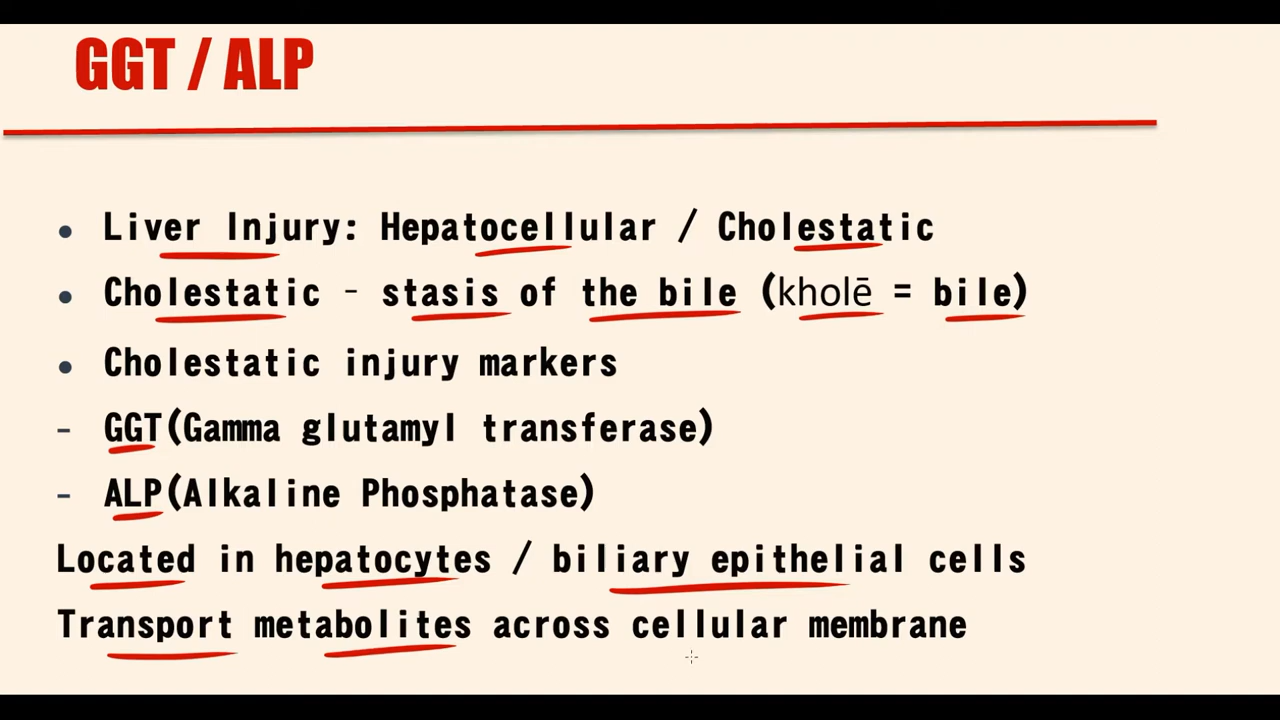 GGT / ALP
• Liver Injury: Hepatocellular / Cholestatic
• Cholestatic - stasis of the bile (kholē = bile)
• Cholestatic injury markers
- GGT(Gamma glutamyl transferase)
- ALP(Alkaline Phosphatase)
Located in hepatocytes / biliary epithelial cells
Transport metabolites across cellular membrane